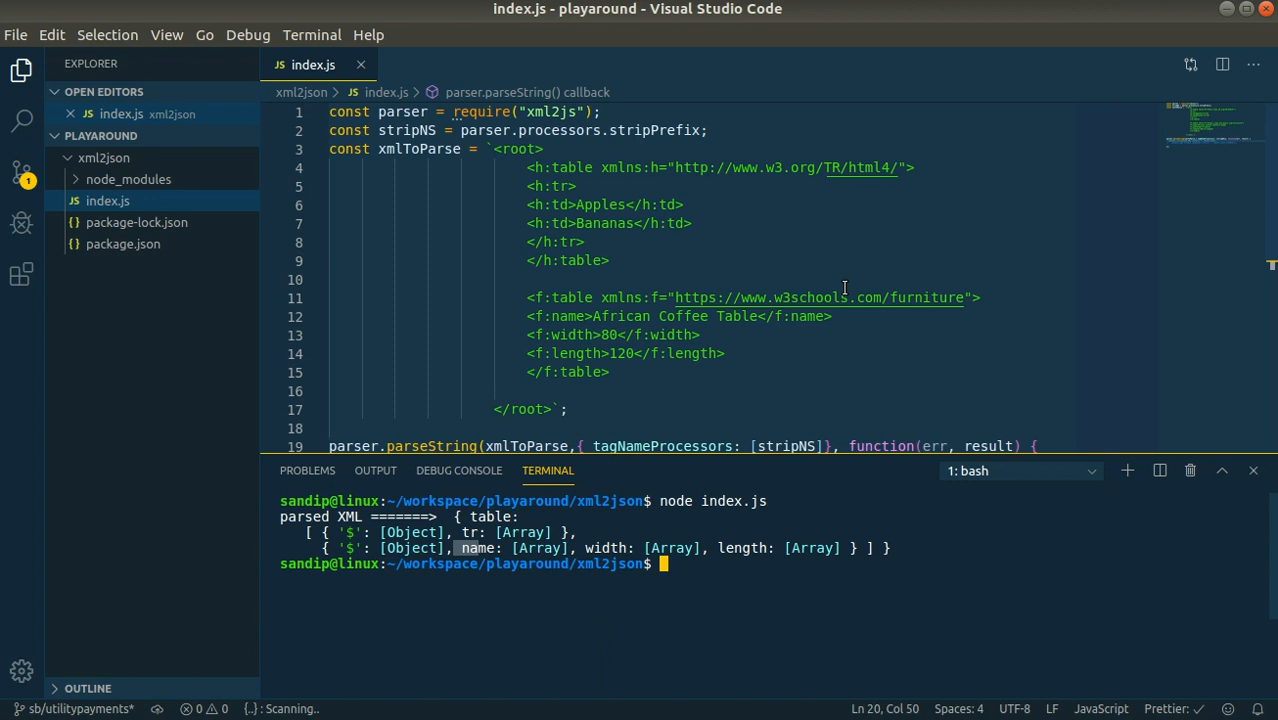 index.js - playaround - Visual Studio Code
File Edit Selection View Go Debug Terminal Help
EXPLORER
OPEN EDITORS
index.js xml2json
PLAYAROUND
xml2json
node_modules
JS index.js
{} package-lock.json
{} package.json
OUTLINE
1
JS index.js
xml2json > JS index.js > parser.parseString() callback
1 const parser = require("xml2js");
2 const stripNS = parser.processors.stripPrefix;
3 const xmlToParse = `<root>
4 <h:table xmlns:h="http://www.w3.org/TR/html4/">
5 <h:tr>
6 <h:td>Apples</h:td>
7 <h:td>Bananas</h:td>
8 </h:tr>
9 </h:table>
10
11 <f:table xmlns:f="https://www.w3schools.com/furniture">
12 <f:name>African Coffee Table</f:name>
13 <f:width>80</f:width>
14 <f:length>120</f:length>
15 </f:table>
16
17 </root>`;
18
19 parser.parseString(xmlToParse,{ tagNameProcessors: [stripNS]}, function(err, result) {
PROBLEMS OUTPUT DEBUG CONSOLE TERMINAL 1: bash
sandip@linux:~/workspace/playaround/xml2json$ node index.js
parsed XML =======> { table:
[ { '$': [Object], tr: [Array] },
{ '$': [Object], name: [Array], width: [Array], length: [Array] } ] }
sandip@linux:~/workspace/playaround/xml2json$
sb/utilitypayments* 0 0 {..} : Scanning.. Ln 20, Col 50 Spaces: 4 UTF-8 LF JavaScript Prettier: ✓